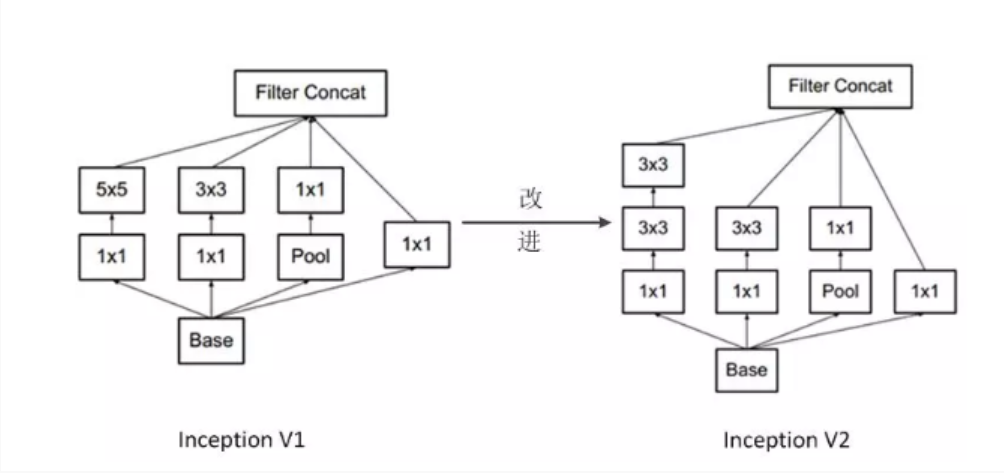 Filter Concat
5x5
3x3
1x1
1x1
1x1
1x1
Pool
Base
Inception V1
改
进
Filter Concat
3x3
3x3
3x3
1x1
1x1
1x1
Pool
1x1
Base
Inception V2